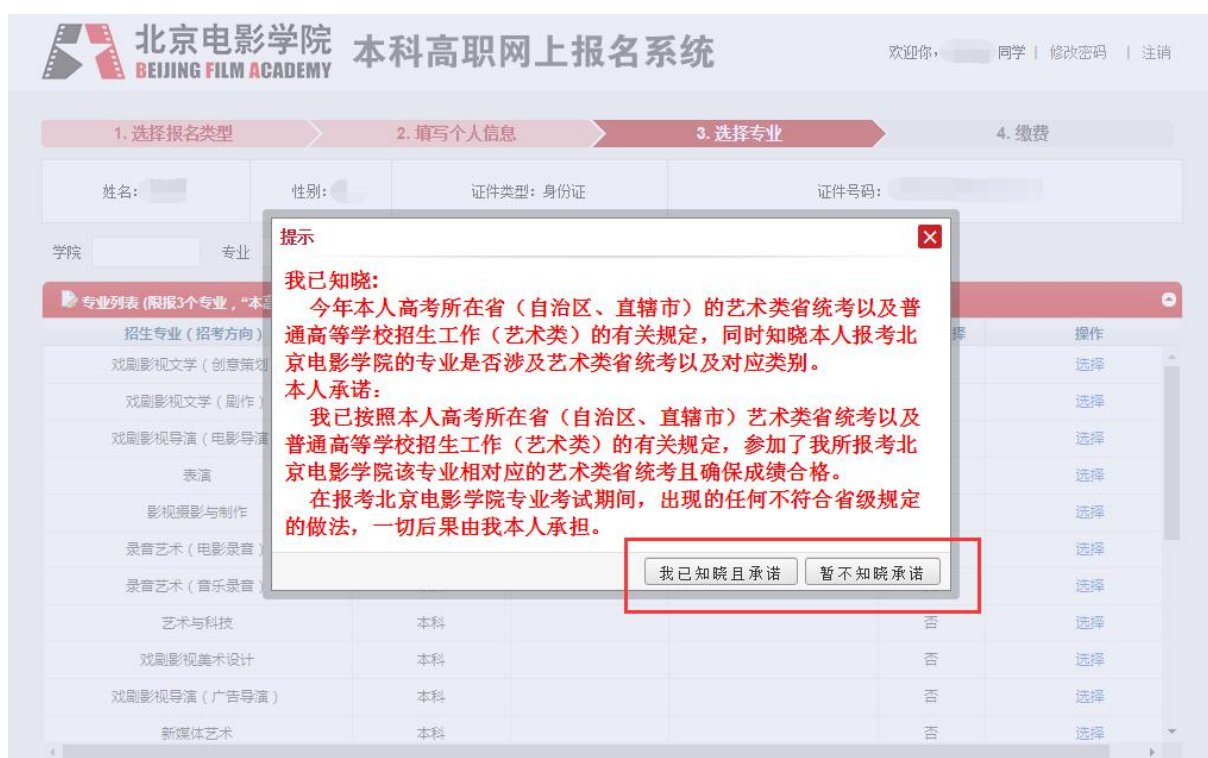 北京电影学院
BEIJING FILM ACADEMY
本科高职网上报名系统
欢迎你， 同学 | 修改密码 | 注销
1. 选择报名类型 2. 填写个人信息 3. 选择专业 4. 缴费
姓名： 性别： 证件类型：身份证 证件号码：
学院 专业
提示
我已知晓:
今年本人高考所在省（自治区、直辖市）的艺术类省统考以及普
通高等学校招生工作（艺术类）的有关规定，同时知晓本人报考北
京电影学院的专业是否涉及艺术类省统考以及对应类别。
本人承诺:
我已按照本人高考所在省（自治区、直辖市）艺术类省统考以及
普通高等学校招生工作（艺术类）的有关规定，参加了我所报考北
京电影学院该专业相对应的艺术类省统考且确保成绩合格。
在报考北京电影学院专业考试期间，出现的任何不符合省级规定
的做法，一切后果由我本人承担。
我已知晓且承诺 暂不知晓承诺
专业列表 (限报3个专业，“本
招生专业（招考方向） 择 操作
戏剧影视文学（创意策划 选择
戏剧影视文学（剧作） 选择
戏剧影视导演（电影导演 选择
表演 选择
影视摄影与制作 选择
录音艺术（电影录音） 选择
录音艺术（音乐录音） 选择
艺术与科技 本科 否 选择
戏剧影视美术设计 本科 否 选择
戏剧影视导演（广告导演） 本科 否 选择
新媒体艺术 本科 否 选择